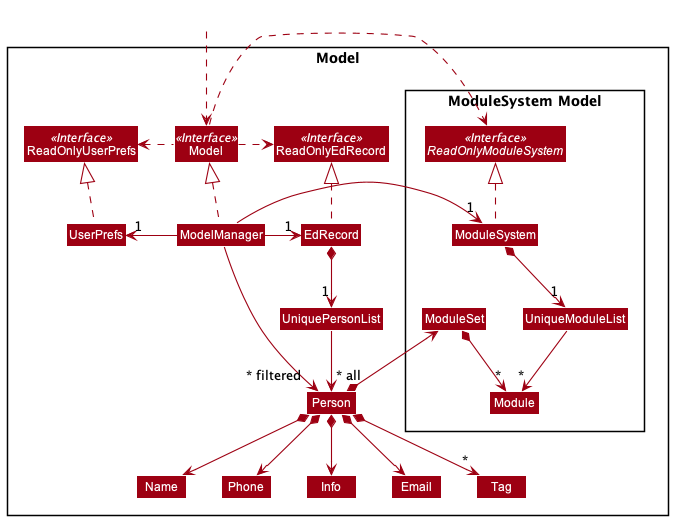 Model
ModuleSystem Model
«Interface»
ReadOnlyUserPrefs
«Interface»
Model
«Interface»
ReadOnlyEdRecord
«Interface»
ReadOnlyModuleSystem
1
UserPrefs
1
ModelManager
1
EdRecord
ModuleSystem
1
1
UniquePersonList
ModuleSet
UniqueModuleList
* filtered
* all
*
*
Person
Module
*
Name
Phone
Info
Email
Tag